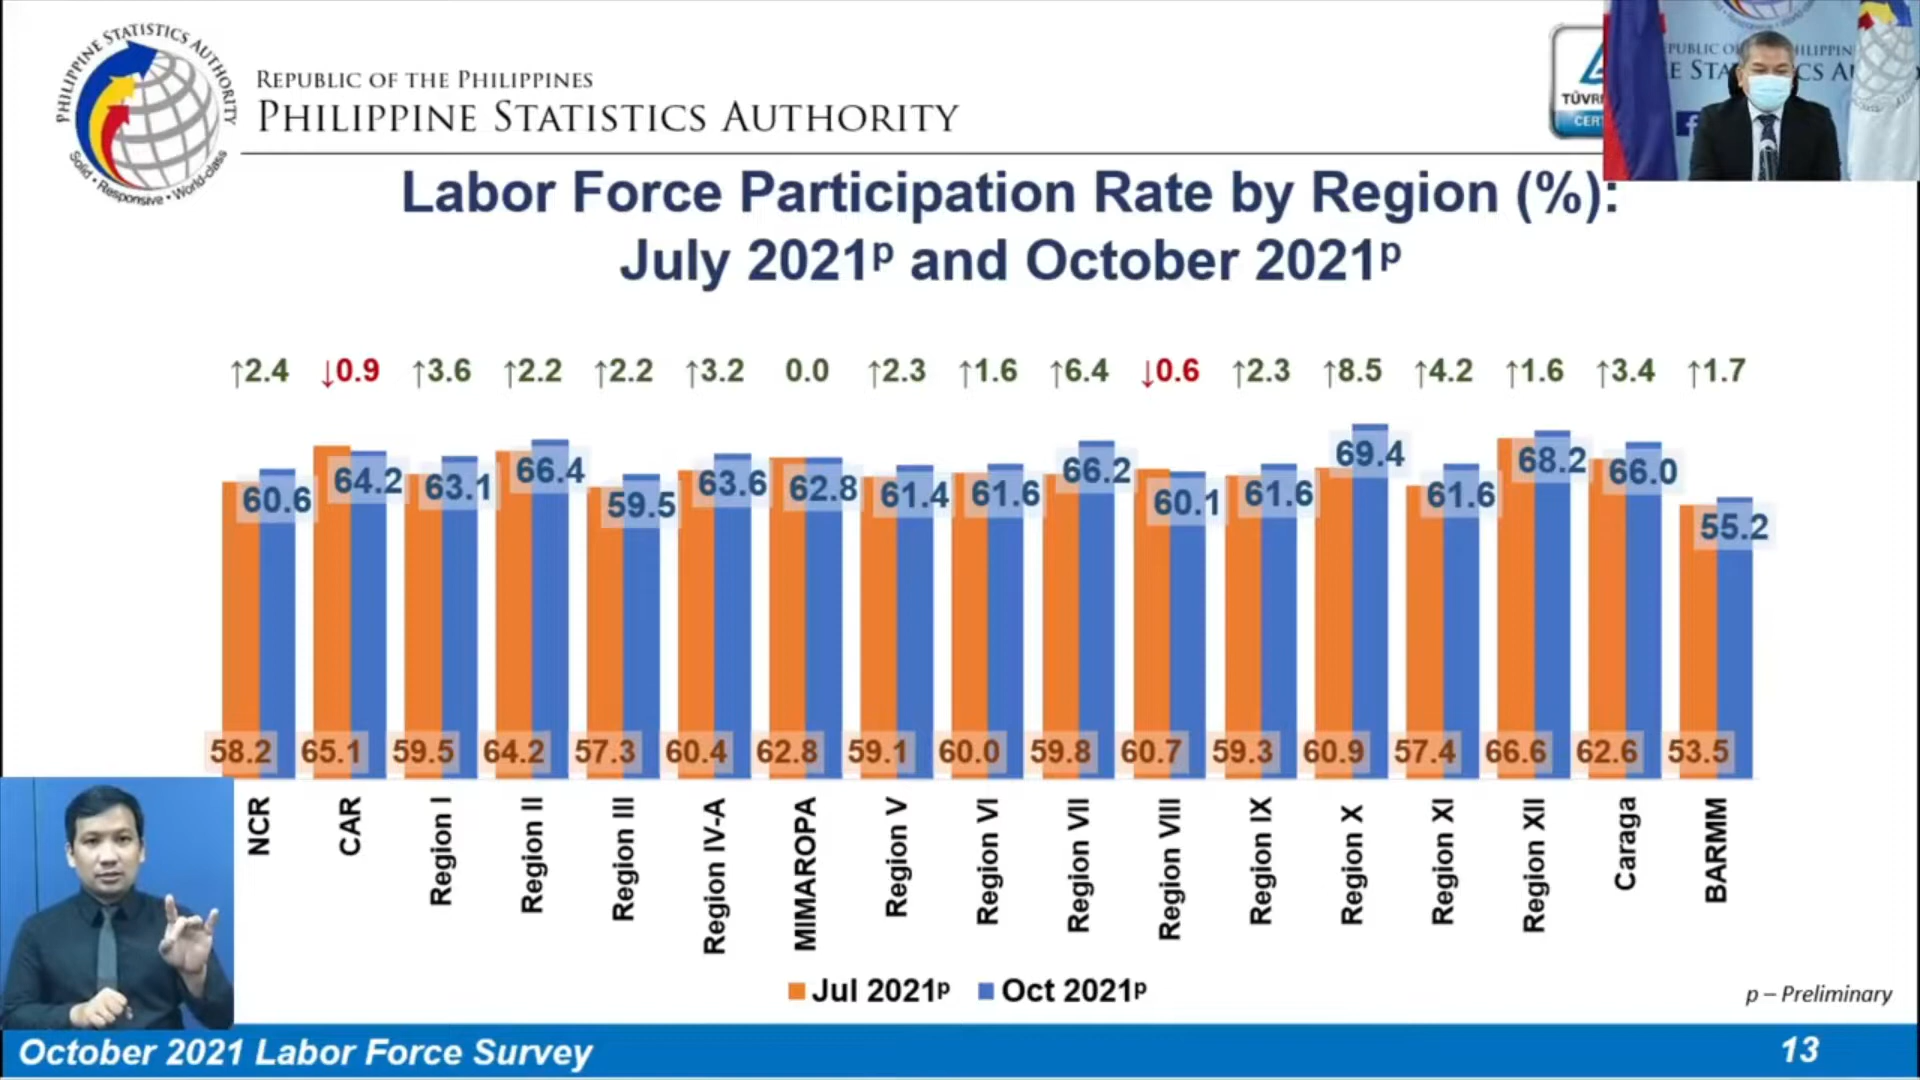 PHILIPPINE STATISTICS AUTHORITY
Solid • Responsive • World-class
REPUBLIC OF THE PHILIPPINES
PHILIPPINE STATISTICS AUTHORITY
CERT
Labor Force Participation Rate by Region (%):
July 2021ᵖ and October 2021ᵖ
↑2.4 ↓0.9 ↑3.6 ↑2.2 ↑2.2 ↑3.2 0.0 ↑2.3 ↑1.6 ↑6.4 ↓0.6 ↑2.3 ↑8.5 ↑4.2 ↑1.6 ↑3.4 ↑1.7
60.6 64.2 63.1 66.4 59.5 63.6 62.8 61.4 61.6 66.2 60.1 61.6 69.4 61.6 68.2 66.0 55.2
58.2 65.1 59.5 64.2 57.3 60.4 62.8 59.1 60.0 59.8 60.7 59.3 60.9 57.4 66.6 62.6 53.5
NCR
CAR
Region I
Region II
Region III
Region IV-A
MIMAROPA
Region V
Region VI
Region VII
Region VIII
Region IX
Region X
Region XI
Region XII
Caraga
BARMM
Jul 2021ᵖ Oct 2021ᵖ
p – Preliminary
October 2021 Labor Force Survey
13